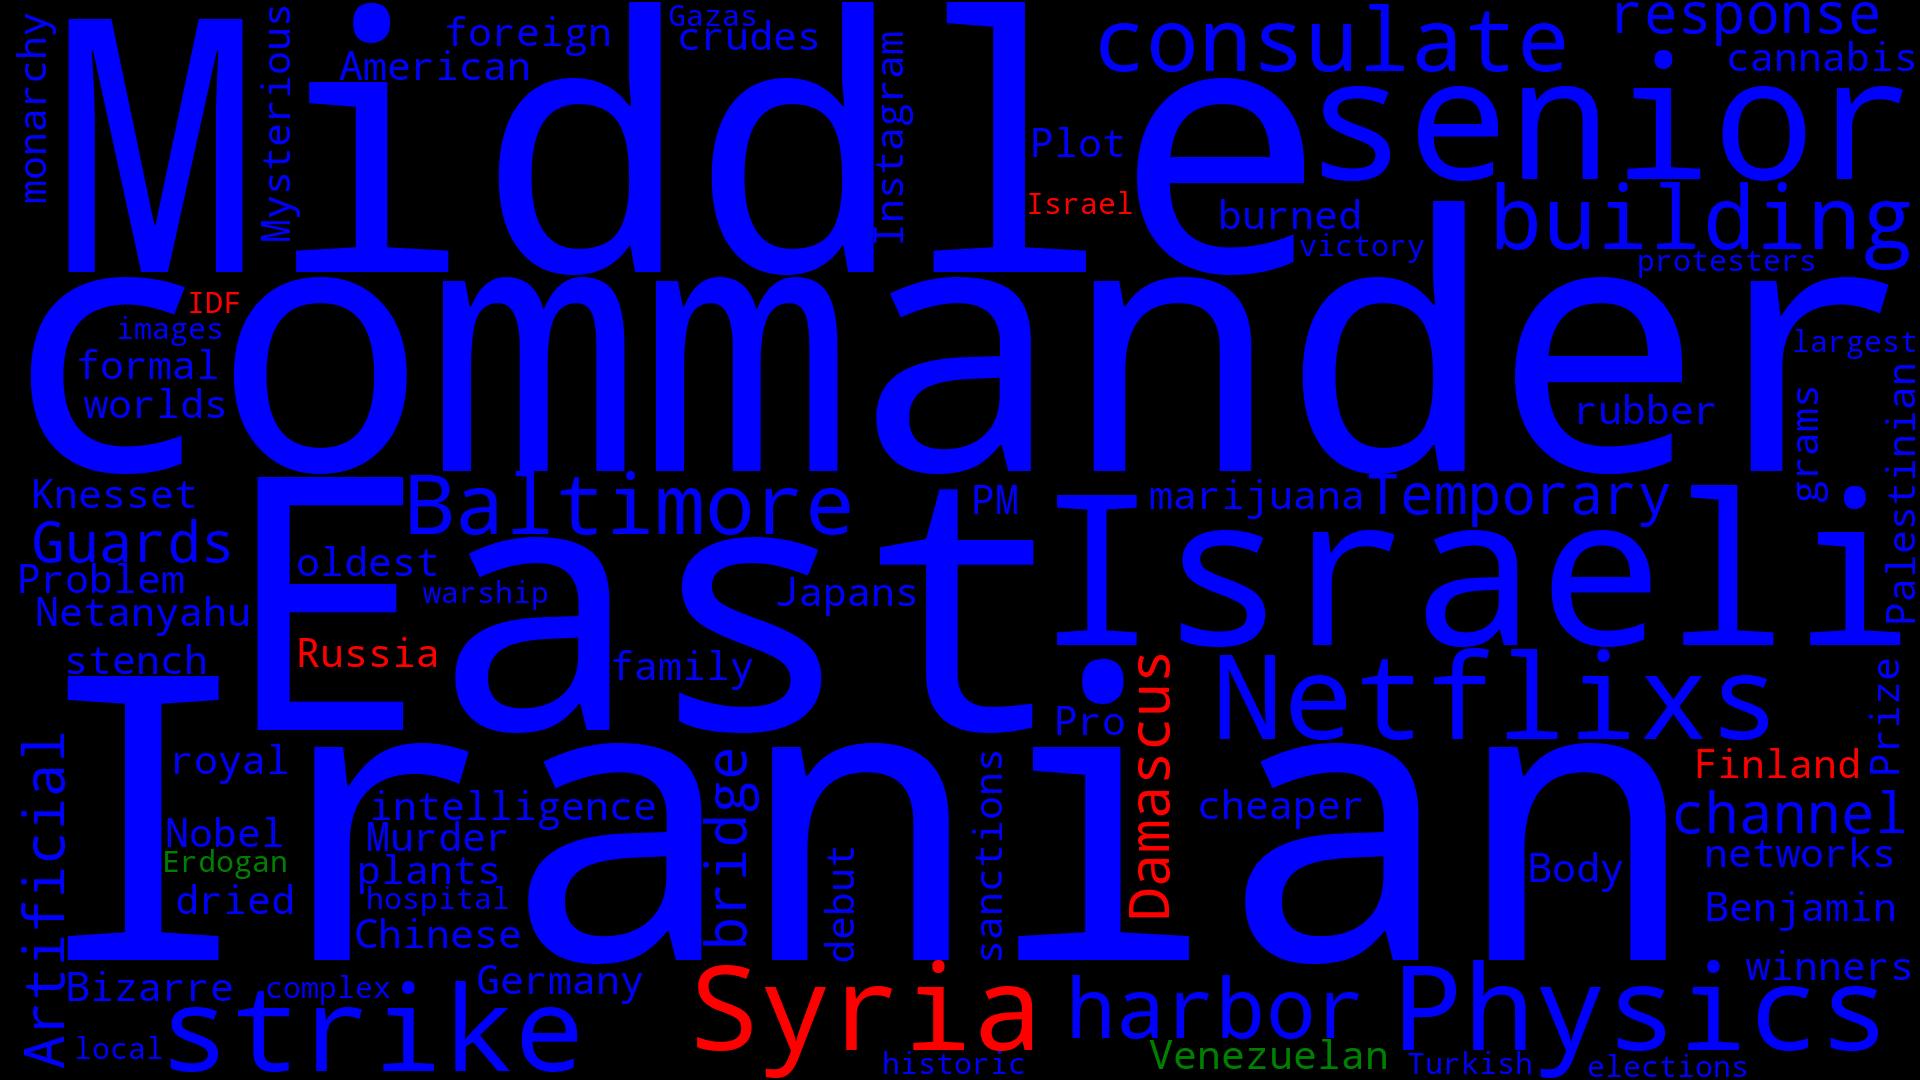 monarchy
Middle
Mysterious
foreign
American
Gazas
crudes
Instagram
consulate
response
cannabis
senior
Plot
Israel
burned
victory
building
protesters
commander
IDF
images
formal
worlds
largest
rubber
grams
Palestinian
Knesset
Guards
Problem
Netanyahu
stench
East
Baltimore
oldest
warship
Russia
family
Japans
PM
Israeli
marijuana
Temporary
Pro
Damascus
Netflixs
Prize
Finland
Iranian
Artificial
royal
Nobel
Erdogan
dried
intelligence
Murder
plants
hospital
Chinese
bridge
debut
sanctions
cheaper
Body
channel
networks
Benjamin
winners
Bizarre
complex
Germany
local
strike
Syria
historic
harbor
Venezuelan
Physics
Turkish
elections